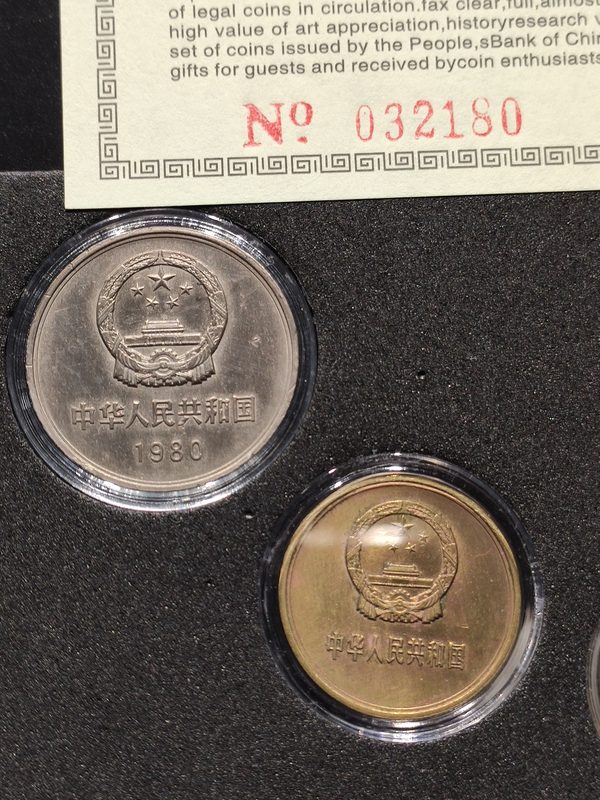 of legal coins in circulation.fax clear,full,almost
high value of art appreciation,historyresearch v
set of coins issued by the People,sBank of Chin
gifts for guests and received bycoin enthusiasts
Nº 032180
中华人民共和国
1980
中华人民共和国